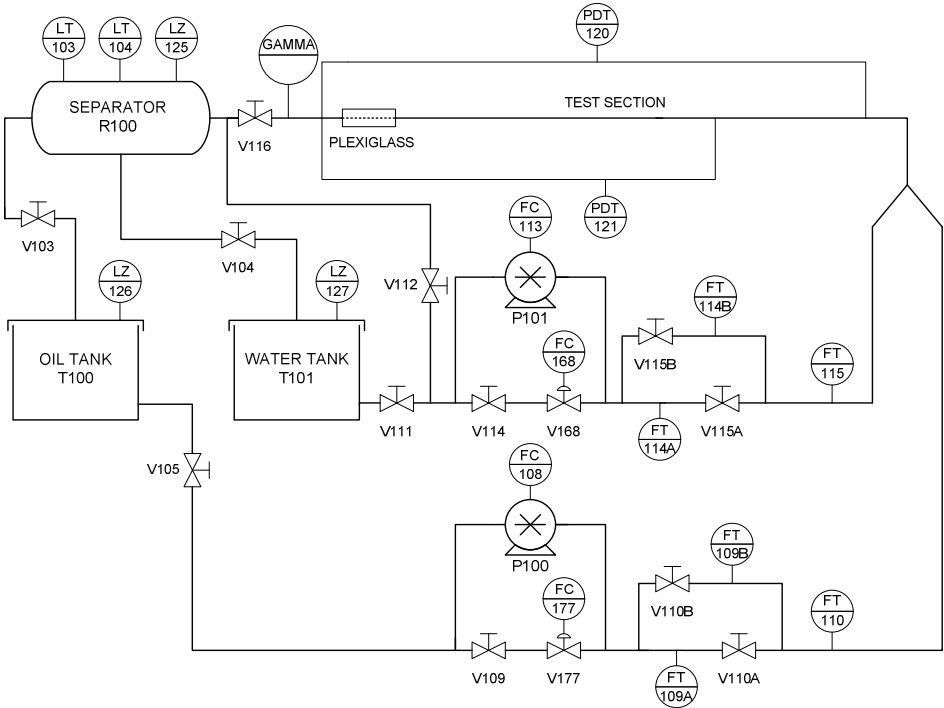 PDT
120
LT
103
LT
104
LZ
125
GAMMA
SEPARATOR
R100
TEST SECTION
V116
PLEXIGLASS
FC
113
PDT
121
V103
V104
LZ
126
LZ
127
V112
P101
FT
114B
OIL TANK
T100
WATER TANK
T101
FC
168
V115B
FT
115
V111
V114
V168
FT
114A
V115A
V105
FC
108
P100
FT
109B
FC
177
V110B
FT
110
V109
V177
FT
109A
V110A